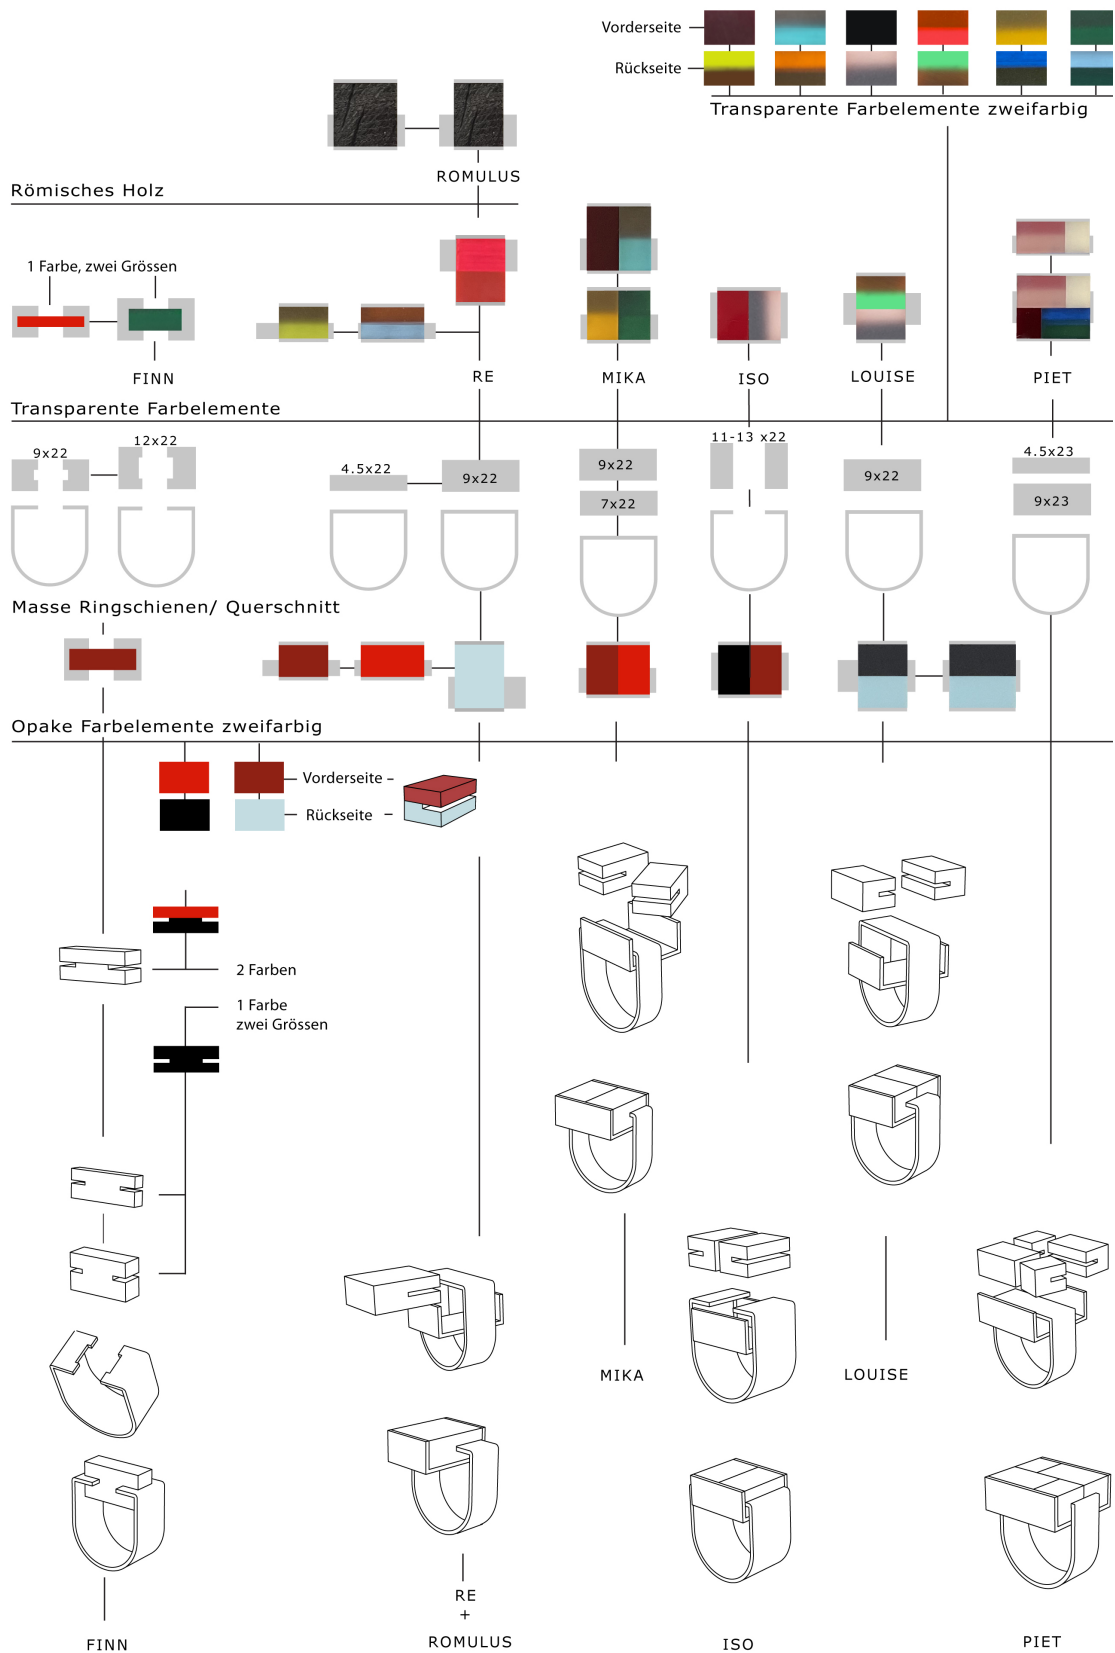 Vorderseite
Rückseite
Transparente Farbelemente zweifarbig
ROMULUS
Römisches Holz
1 Farbe, zwei Grössen
FINN
RE
MIKA
ISO
LOUISE
PIET
Transparente Farbelemente
9x22
12x22
4.5x22
9x22
9x22
7x22
11-13 x22
9x22
4.5x23
9x23
Masse Ringschienen/ Querschnitt
Opake Farbelemente zweifarbig
Vorderseite
Rückseite
2 Farben
1 Farbe
zwei Grössen
MIKA
LOUISE
RE
+
ROMULUS
FINN
ISO
PIET